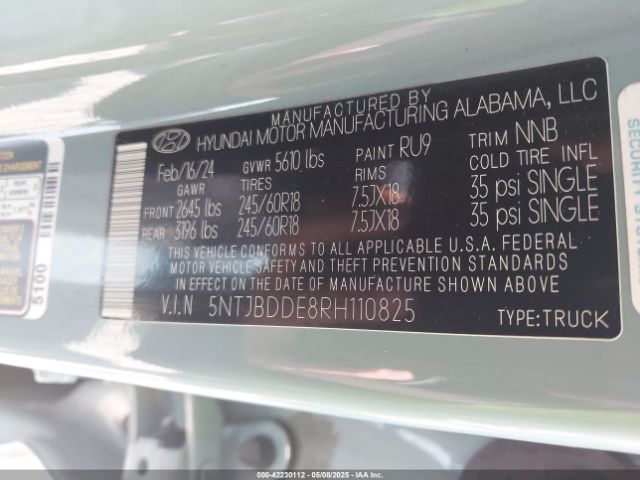 MANUFACTURED BY
HYUNDAI MOTOR MANUFACTURING ALABAMA, LLC
Feb/16/24 GVWR 5610 lbs PAINT RU9 TRIM NNB
GAWR TIRES RIMS COLD TIRE INFL
FRONT 2645 lbs 245/60R18 7.5JX18 35 psi SINGLE
REAR 3196 lbs 245/60R18 7.5JX18 35 psi SINGLE
THIS VEHICLE CONFORMS TO ALL APPLICABLE U.S.A. FEDERAL
MOTOR VEHICLE SAFETY STANDARDS AND THEFT PREVENTION STANDARDS
IN EFFECT ON THE DATE OF MANUFACTURE SHOWN ABOVE
V.I.N 5NTJBDDE8RH110825 TYPE:TRUCK
5100
000-42230112 - 05/08/2025 - COPYRIGHT IAA, LLC